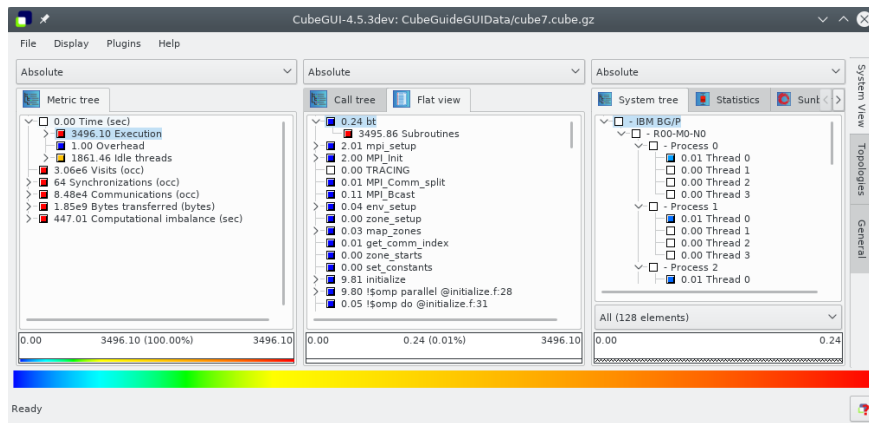 CubeGUI-4.5.3dev: CubeGuideGUIData/cube7.cube.gz
File Display Plugins Help
Absolute
Metric tree
0.00 Time (sec)
3496.10 Execution
1.00 Overhead
1861.46 Idle threads
3.06e6 Visits (occ)
64 Synchronizations (occ)
8.48e4 Communications (occ)
1.85e9 Bytes transferred (bytes)
447.01 Computational imbalance (sec)
0.00 3496.10 (100.00%) 3496.10
Absolute
Call tree Flat view
0.24 bt
3495.86 Subroutines
2.01 mpi_setup
2.00 MPI_Init
0.00 TRACING
0.01 MPI_Comm_split
0.11 MPI_Bcast
0.04 env_setup
0.00 zone_setup
0.03 map_zones
0.01 get_comm_index
0.00 zone_starts
0.00 set_constants
9.81 initialize
9.80 !$omp parallel @initialize.f:28
0.05 !$omp do @initialize.f:31
0.00 0.24 (0.01%) 3496.10
Absolute
System tree Statistics Sunb
- IBM BG/P
- R00-M0-N0
- Process 0
0.01 Thread 0
0.00 Thread 1
0.00 Thread 2
0.00 Thread 3
- Process 1
0.01 Thread 0
0.00 Thread 1
0.00 Thread 2
0.00 Thread 3
- Process 2
0.01 Thread 0
All (128 elements)
0.00 0.24
System View
Topologies
General
Ready